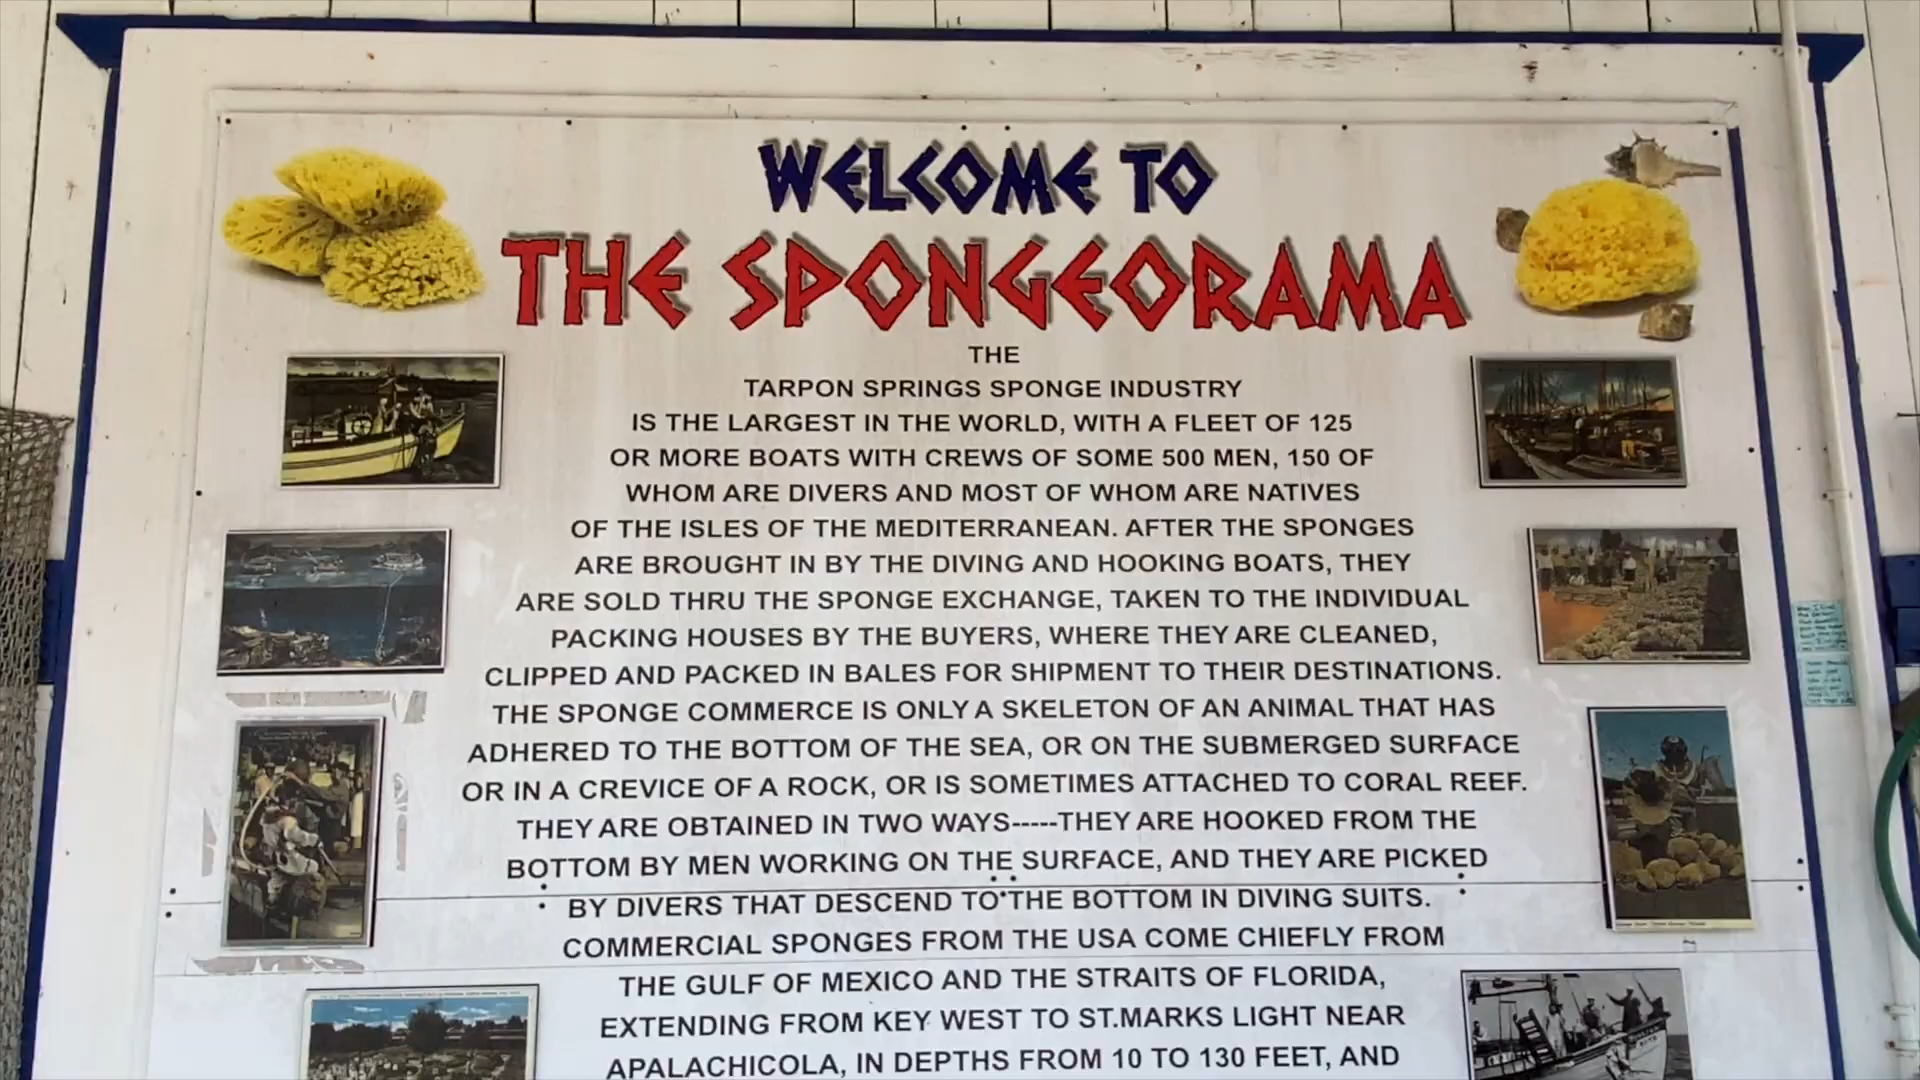 WELCOME TO
THE SPONGEORAMA
THE
TARPON SPRINGS SPONGE INDUSTRY
IS THE LARGEST IN THE WORLD, WITH A FLEET OF 125
OR MORE BOATS WITH CREWS OF SOME 500 MEN, 150 OF
WHOM ARE DIVERS AND MOST OF WHOM ARE NATIVES
OF THE ISLES OF THE MEDITERRANEAN. AFTER THE SPONGES
ARE BROUGHT IN BY THE DIVING AND HOOKING BOATS, THEY
ARE SOLD THRU THE SPONGE EXCHANGE, TAKEN TO THE INDIVIDUAL
PACKING HOUSES BY THE BUYERS, WHERE THEY ARE CLEANED,
CLIPPED AND PACKED IN BALES FOR SHIPMENT TO THEIR DESTINATIONS.
THE SPONGE COMMERCE IS ONLY A SKELETON OF AN ANIMAL THAT HAS
ADHERED TO THE BOTTOM OF THE SEA, OR ON THE SUBMERGED SURFACE
OR IN A CREVICE OF A ROCK, OR IS SOMETIMES ATTACHED TO CORAL REEF.
THEY ARE OBTAINED IN TWO WAYS-----THEY ARE HOOKED FROM THE
BOTTOM BY MEN WORKING ON THE SURFACE, AND THEY ARE PICKED
BY DIVERS THAT DESCEND TO THE BOTTOM IN DIVING SUITS.
COMMERCIAL SPONGES FROM THE USA COME CHIEFLY FROM
THE GULF OF MEXICO AND THE STRAITS OF FLORIDA,
EXTENDING FROM KEY WEST TO ST.MARKS LIGHT NEAR
APALACHICOLA, IN DEPTHS FROM 10 TO 130 FEET, AND